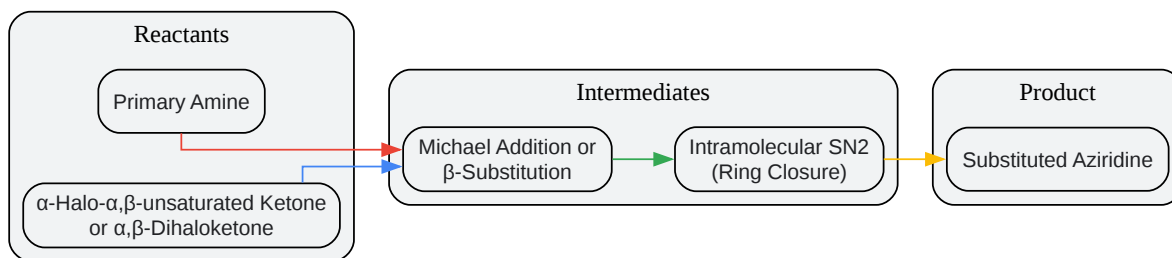 Reactants
Primary Amine
α-Halo-α,β-unsaturated Ketone
or α,β-Dihaloketone
Intermediates
Michael Addition or
β-Substitution
Intramolecular SN2
(Ring Closure)
Product
Substituted Aziridine